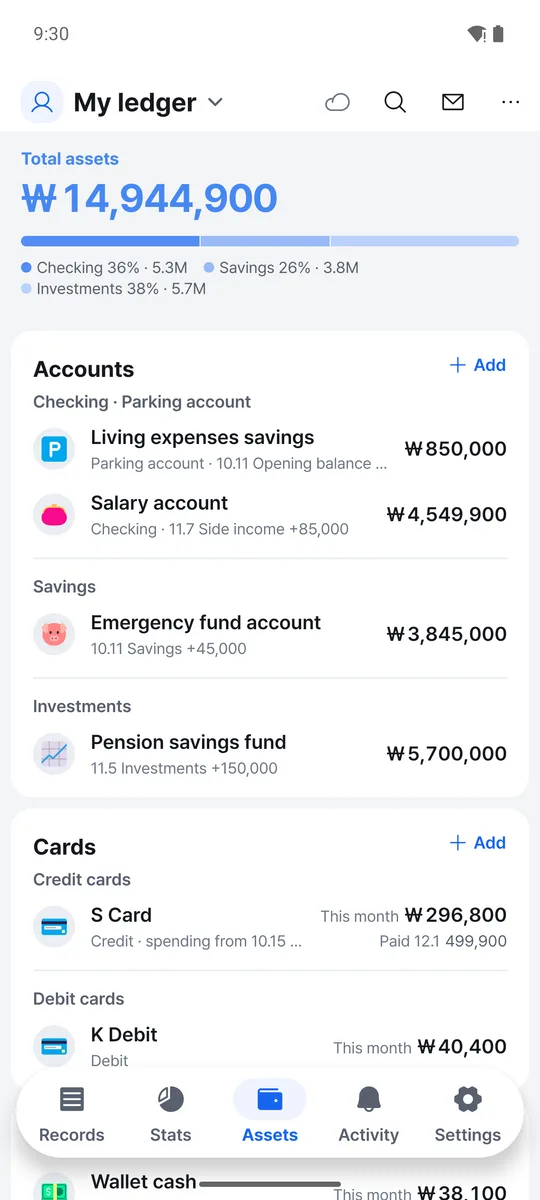 9:30
My ledger
Total assets
₩14,944,900
Checking 36% · 5.3M Savings 26% · 3.8M
Investments 38% · 5.7M
Accounts
+ Add
Checking · Parking account
P
Living expenses savings
₩850,000
Parking account · 10.11 Opening balance ...
Salary account
₩4,549,900
Checking · 11.7 Side income +85,000
Savings
Emergency fund account
₩3,845,000
10.11 Savings +45,000
Investments
Pension savings fund
₩5,700,000
11.5 Investments +150,000
Cards
+ Add
Credit cards
S Card
This month ₩296,800
Credit · spending from 10.15 ...
Paid 12.1 499,900
Debit cards
K Debit
This month ₩40,400
Debit
Records
Stats
Assets
Activity
Settings
Wallet cash
This month ₩38,100